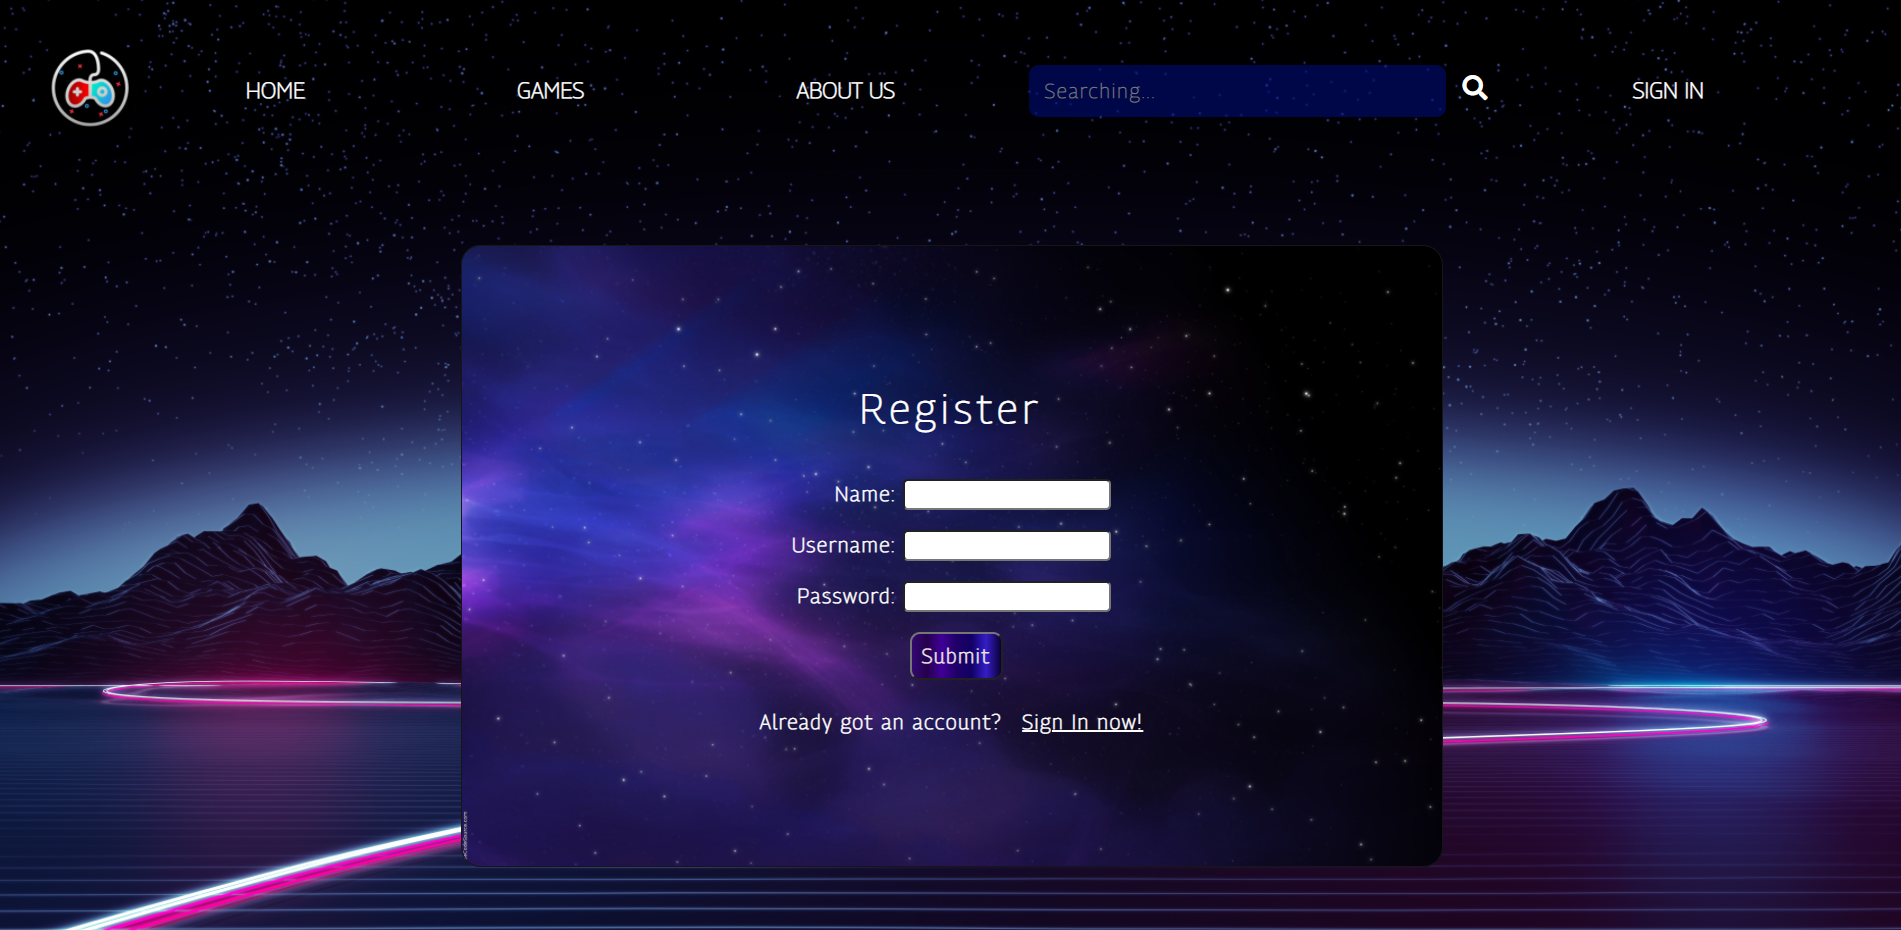 HOME GAMES ABOUT US Searching... SIGN IN
Register
Name:
Username:
Password:
Submit
Already got an account? Sign In now!